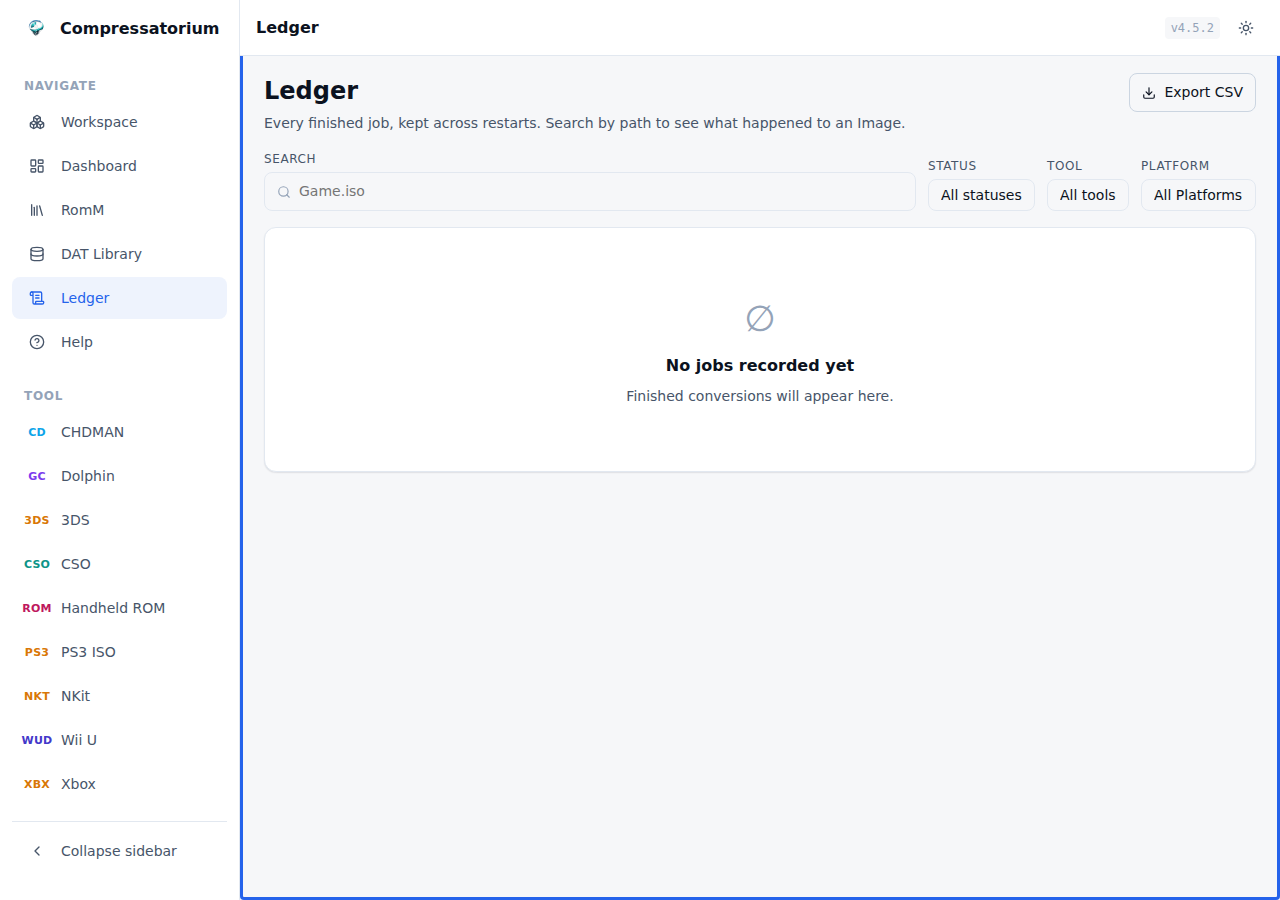 Compressatorium
NAVIGATE
Workspace
Dashboard
RomM
DAT Library
Ledger
Help
TOOL
CD CHDMAN
GC Dolphin
3DS 3DS
CSO CSO
ROM Handheld ROM
PS3 PS3 ISO
NKT NKit
WUD Wii U
XBX Xbox
Collapse sidebar
Ledger
v4.5.2
Ledger
Export CSV
Every finished job, kept across restarts. Search by path to see what happened to an Image.
SEARCH
Game.iso
STATUS
All statuses
TOOL
All tools
PLATFORM
All Platforms
No jobs recorded yet
Finished conversions will appear here.